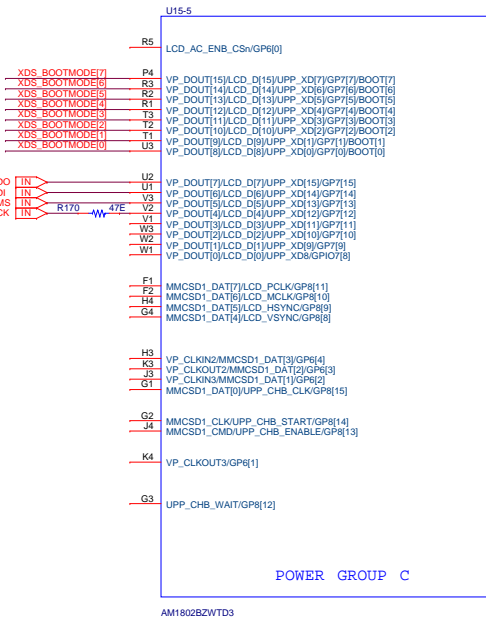 U15-5
R5 LCD_AC_ENB_CSn/GP6[0]
XDS_BOOTMODE[7] P4 VP_DOUT[15]/LCD_D[15]/UPP_XD[7]/GP7[7]/BOOT[7]
XDS_BOOTMODE[6] R3 VP_DOUT[14]/LCD_D[14]/UPP_XD[6]/GP7[6]/BOOT[6]
XDS_BOOTMODE[5] R2 VP_DOUT[13]/LCD_D[13]/UPP_XD[5]/GP7[5]/BOOT[5]
XDS_BOOTMODE[4] R1 VP_DOUT[12]/LCD_D[12]/UPP_XD[4]/GP7[4]/BOOT[4]
XDS_BOOTMODE[3] T3 VP_DOUT[11]/LCD_D[11]/UPP_XD[3]/GP7[3]/BOOT[3]
XDS_BOOTMODE[2] T2 VP_DOUT[10]/LCD_D[10]/UPP_XD[2]/GP7[2]/BOOT[2]
XDS_BOOTMODE[1] T1 VP_DOUT[9]/LCD_D[9]/UPP_XD[1]/GP7[1]/BOOT[1]
XDS_BOOTMODE[0] U3 VP_DOUT[8]/LCD_D[8]/UPP_XD[0]/GP7[0]/BOOT[0]
DO IN U2 VP_DOUT[7]/LCD_D[7]/UPP_XD[15]/GP7[15]
DI IN U1 VP_DOUT[6]/LCD_D[6]/UPP_XD[14]/GP7[14]
MS IN V3 VP_DOUT[5]/LCD_D[5]/UPP_XD[13]/GP7[13]
CK IN R170 47E V2 VP_DOUT[4]/LCD_D[4]/UPP_XD[12]/GP7[12]
V1 VP_DOUT[3]/LCD_D[3]/UPP_XD[11]/GP7[11]
W3 VP_DOUT[2]/LCD_D[2]/UPP_XD[10]/GP7[10]
W2 VP_DOUT[1]/LCD_D[1]/UPP_XD[9]/GP7[9]
W1 VP_DOUT[0]/LCD_D[0]/UPP_XD8/GPIO7[8]
F1 MMCSD1_DAT[7]/LCD_PCLK/GP8[11]
F2 MMCSD1_DAT[6]/LCD_MCLK/GP8[10]
H4 MMCSD1_DAT[5]/LCD_HSYNC/GP8[9]
G4 MMCSD1_DAT[4]/LCD_VSYNC/GP8[8]
H3 VP_CLKIN2/MMCSD1_DAT[3]/GP6[4]
K3 VP_CLKOUT2/MMCSD1_DAT[2]/GP6[3]
J3 VP_CLKIN3/MMCSD1_DAT[1]/GP6[2]
G1 MMCSD1_DAT[0]/UPP_CHB_CLK/GP8[15]
G2 MMCSD1_CLK/UPP_CHB_START/GP8[14]
J4 MMCSD1_CMD/UPP_CHB_ENABLE/GP8[13]
K4 VP_CLKOUT3/GP6[1]
G3 UPP_CHB_WAIT/GP8[12]
POWER GROUP C
AM1802BZWTD3